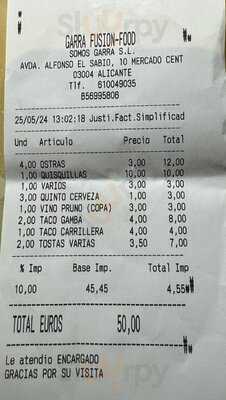 GARRA FUSION-FOOD
SOMOS GARRA S.L.
AVDA. ALFONSO EL SABIO, 10 MERCADO CENT
03004 ALICANTE
Tlf. 610049035
656995806
25/05/24 13:02:18 Justi.Fact.Simplificad
Und Artículo Precio Total
4,00 OSTRAS 3,00 12,00
1,00 QUISQUILLAS 10,00 10,00
1,00 VARIOS 3,00 3,00
3,00 QUINTO CERVEZA 1,00 3,00
1,00 VINO PRUNO (COPA) 3,00 3,00
2,00 TACO GAMBA 4,00 8,00
1,00 TACO CARRILLERA 4,00 4,00
2,00 TOSTAS VARIAS 3,50 7,00
% Imp Base Imp. Total Imp
10,00 45,45 4,55
TOTAL EUROS 50,00
Le atendio ENCARGADO
GRACIAS POR SU VISITA